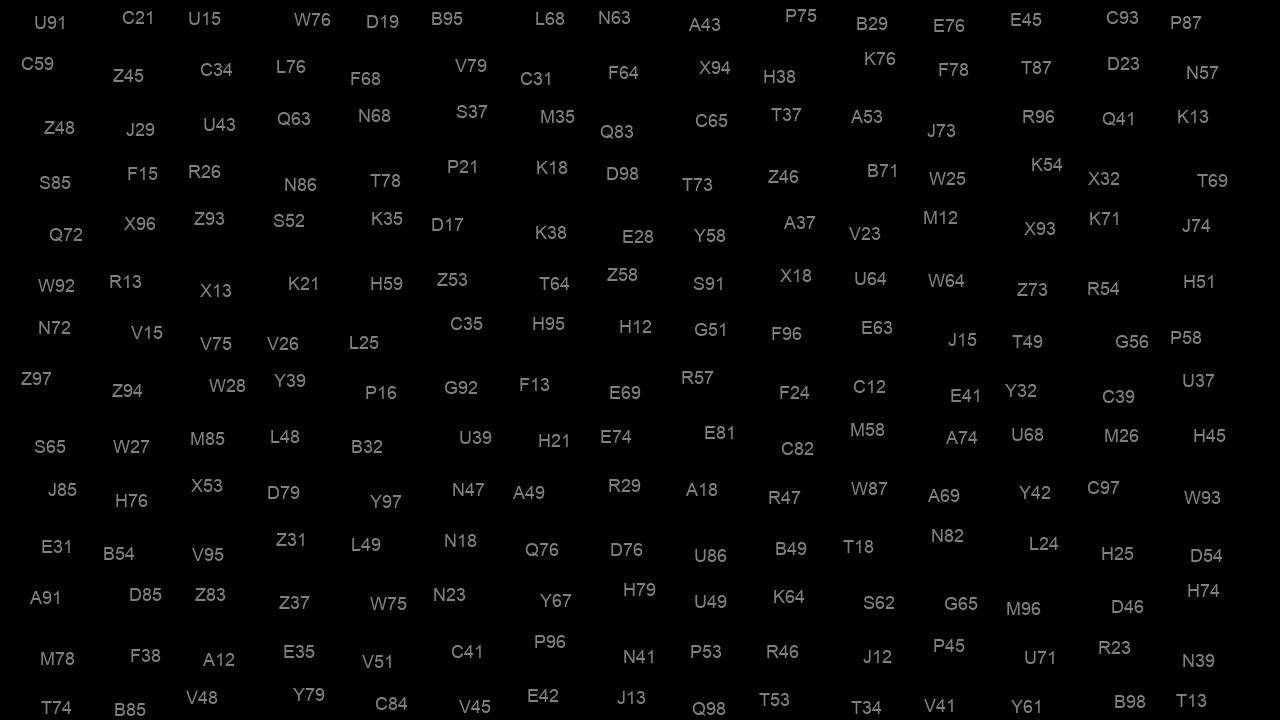 U91 C21 U15 W76 D19 B95 L68 N63 A43 P75 B29 E76 E45 C93 P87
C59 Z45 C34 L76 F68 V79 C31 F64 X94 H38 K76 F78 T87 D23 N57
Z48 J29 U43 Q63 N68 S37 M35 Q83 C65 T37 A53 J73 R96 Q41 K13
S85 F15 R26 N86 T78 P21 K18 D98 T73 Z46 B71 W25 K54 X32 T69
Q72 X96 Z93 S52 K35 D17 K38 E28 Y58 A37 V23 M12 X93 K71 J74
W92 R13 X13 K21 H59 Z53 T64 Z58 S91 X18 U64 W64 Z73 R54 H51
N72 V15 V75 V26 L25 C35 H95 H12 G51 F96 E63 J15 T49 G56 P58
Z97 Z94 W28 Y39 P16 G92 F13 E69 R57 F24 C12 E41 Y32 C39 U37
S65 W27 M85 L48 B32 U39 H21 E74 E81 C82 M58 A74 U68 M26 H45
J85 H76 X53 D79 Y97 N47 A49 R29 A18 R47 W87 A69 Y42 C97 W93
E31 B54 V95 Z31 L49 N18 Q76 D76 U86 B49 T18 N82 L24 H25 D54
A91 D85 Z83 Z37 W75 N23 Y67 H79 U49 K64 S62 G65 M96 D46 H74
M78 F38 A12 E35 V51 C41 P96 N41 P53 R46 J12 P45 U71 R23 N39
T74 B85 V48 Y79 C84 V45 E42 J13 Q98 T53 T34 V41 Y61 B98 T13